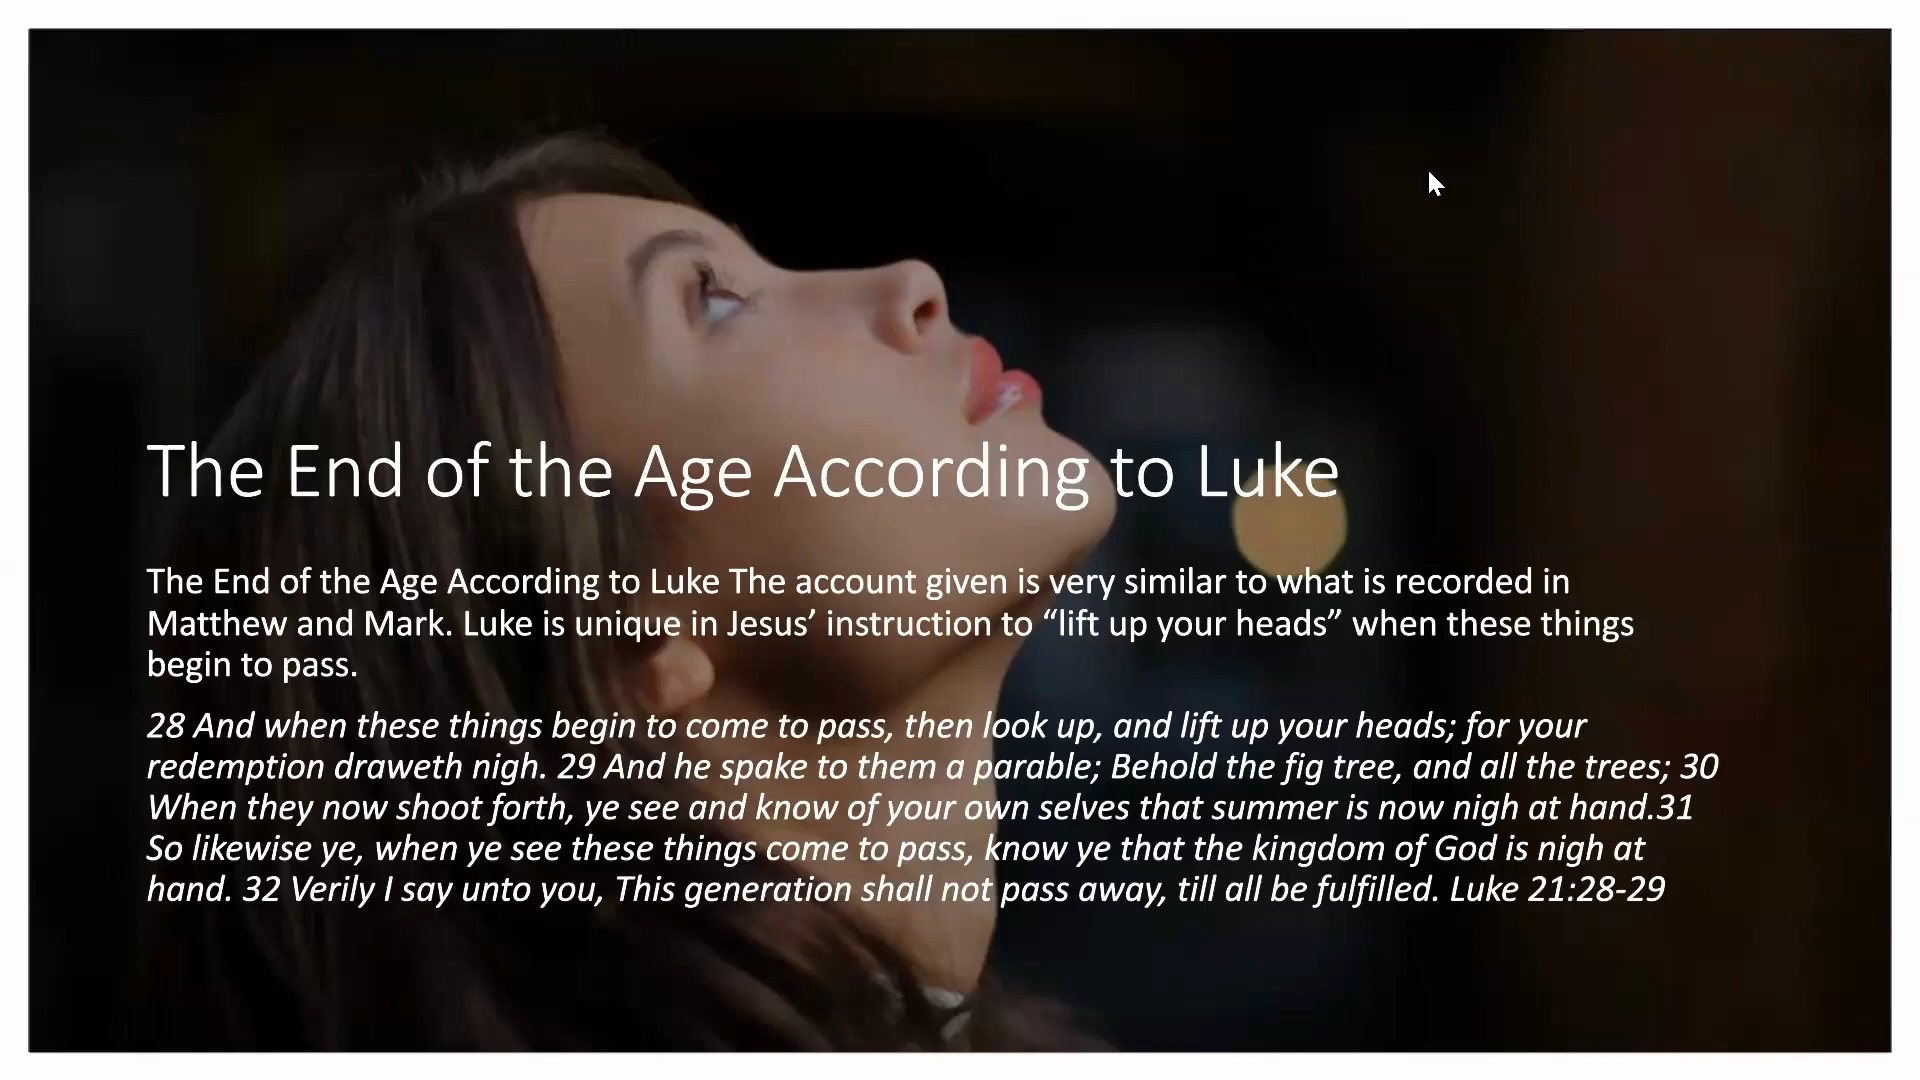 The End of the Age According to Luke
The End of the Age According to Luke The account given is very similar to what is recorded in
Matthew and Mark. Luke is unique in Jesus’ instruction to “lift up your heads” when these things
begin to pass.
28 And when these things begin to come to pass, then look up, and lift up your heads; for your
redemption draweth nigh. 29 And he spake to them a parable; Behold the fig tree, and all the trees; 30
When they now shoot forth, ye see and know of your own selves that summer is now nigh at hand.31
So likewise ye, when ye see these things come to pass, know ye that the kingdom of God is nigh at
hand. 32 Verily I say unto you, This generation shall not pass away, till all be fulfilled. Luke 21:28-29